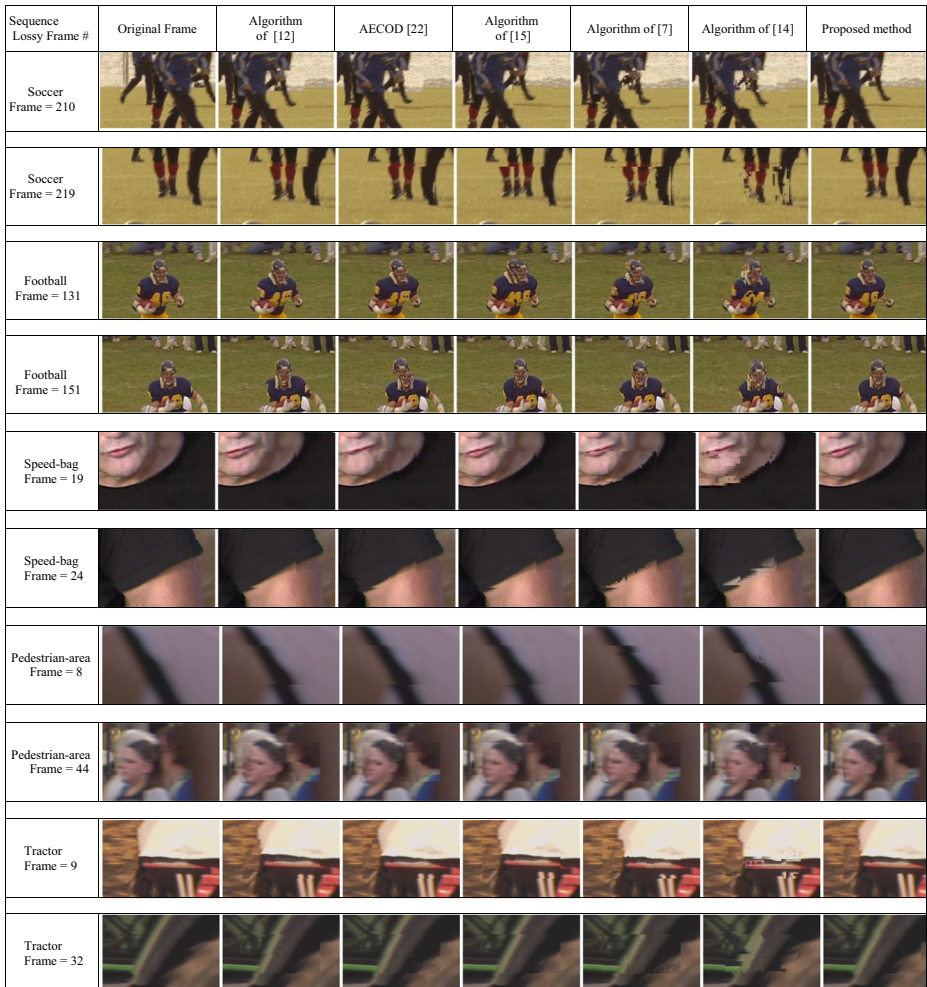 Sequence
Lossy Frame #
Original Frame
Algorithm
of [12]
AECOD [22]
Algorithm
of [15]
Algorithm of [7]
Algorithm of [14]
Proposed method
Soccer
Frame = 210
Soccer
Frame = 219
Football
Frame = 131
Football
Frame = 151
Speed-bag
Frame = 19
Speed-bag
Frame = 24
Pedestrian-area
Frame = 8
Pedestrian-area
Frame = 44
Tractor
Frame = 9
Tractor
Frame = 32